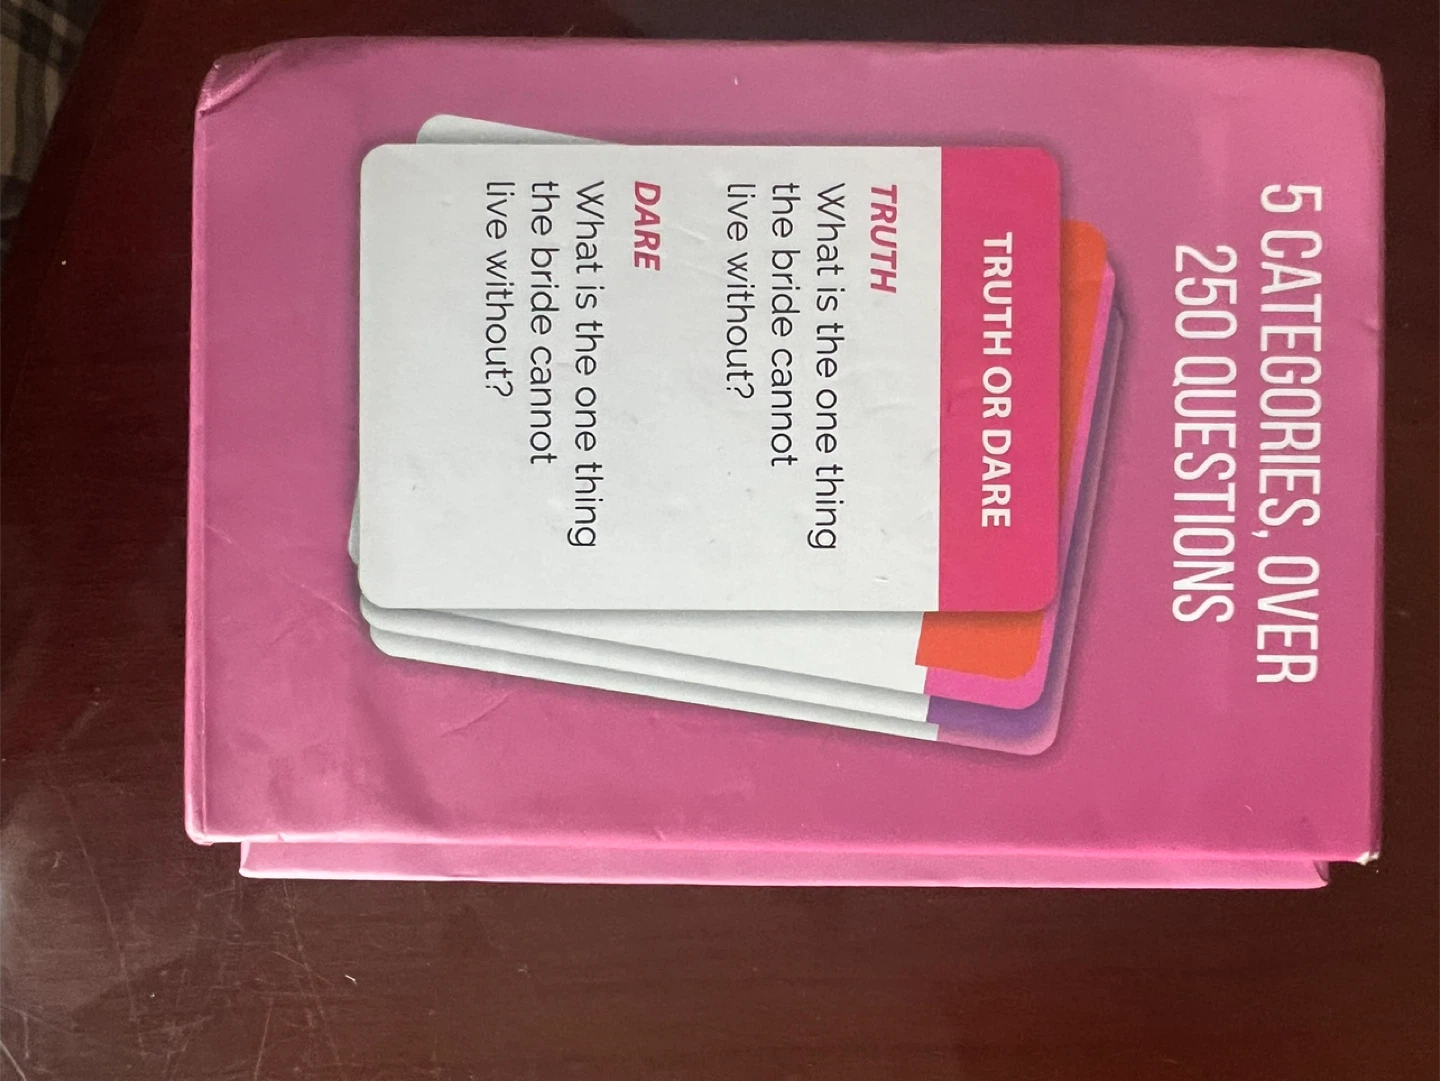 5 CATEGORIES, OVER
250 QUESTIONS
TRUTH OR DARE
TRUTH
What is the one thing
the bride cannot
live without?
DARE
What is the one thing
the bride cannot
live without?